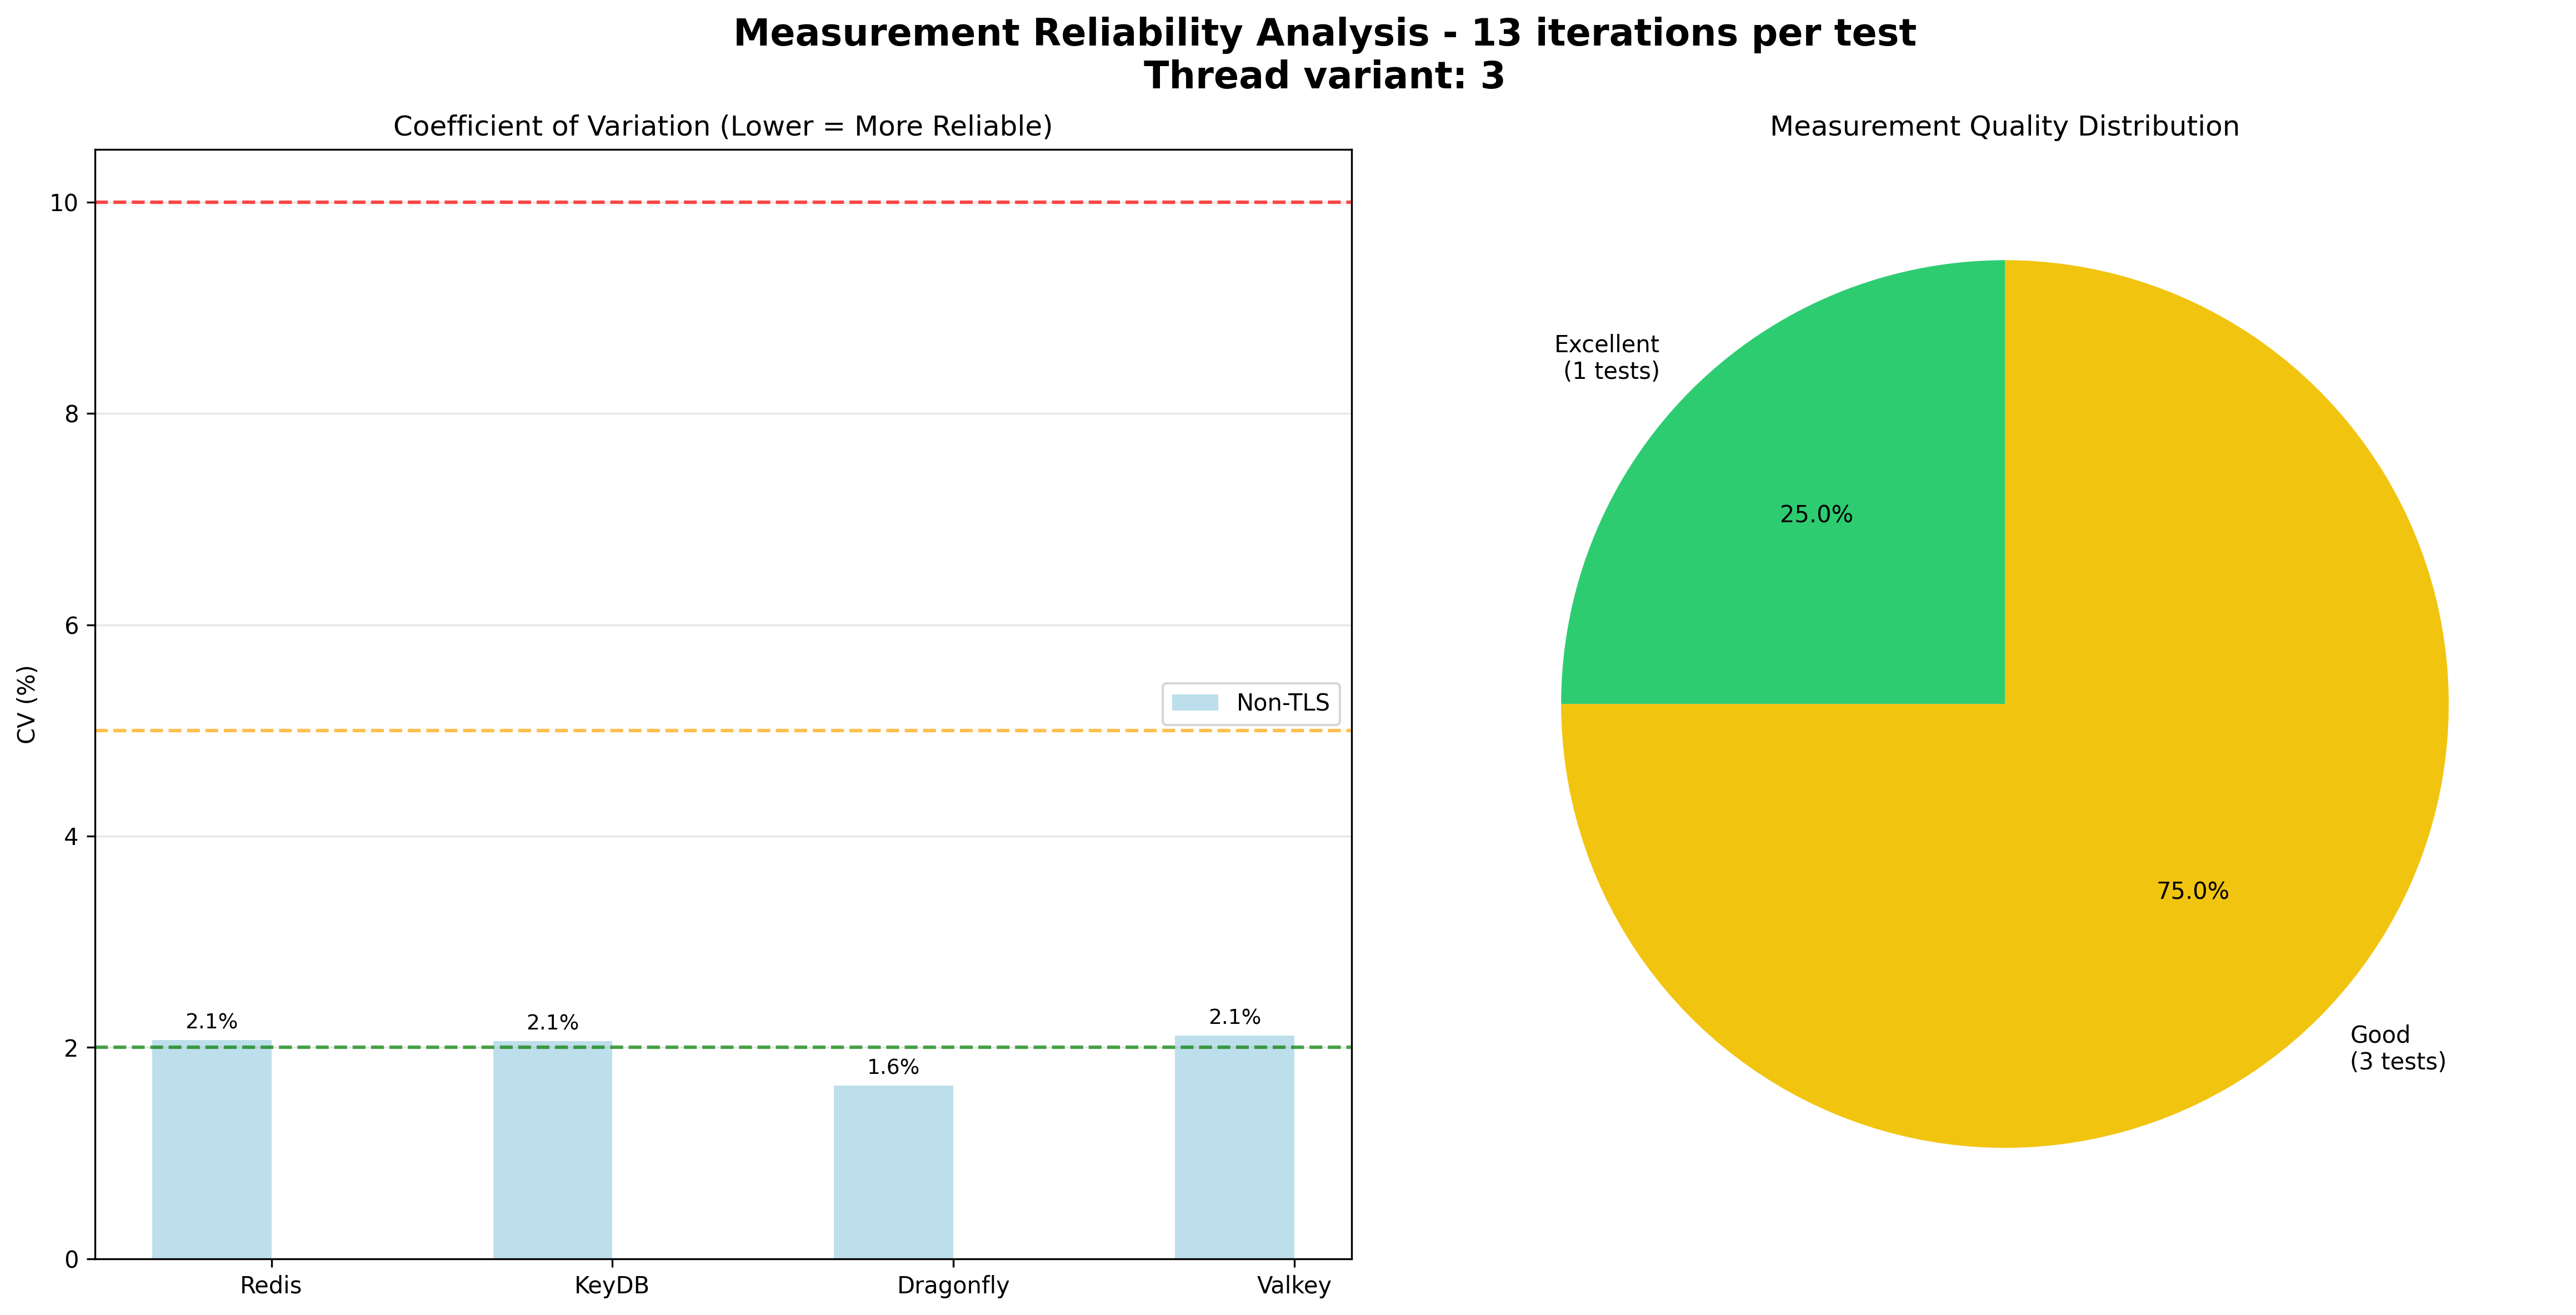 Measurement Reliability Analysis - 13 iterations per test
Thread variant: 3
Coefficient of Variation (Lower = More Reliable)
CV (%)
10
8
6
4
2
0
Non-TLS
2.1%
2.1%
1.6%
2.1%
Redis
KeyDB
Dragonfly
Valkey
Measurement Quality Distribution
Excellent
(1 tests)
25.0%
75.0%
Good
(3 tests)